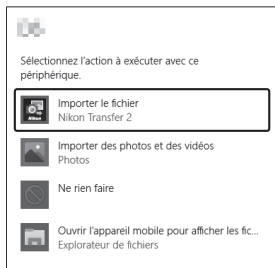 Sélectionnez l'action à exécuter avec ce
périphérique.
Importer le fichier
Nikon Transfer 2
Importer des photos et des vidéos
Photos
Ne rien faire
Ouvrir l'appareil mobile pour afficher les fic...
Explorateur de fichiers